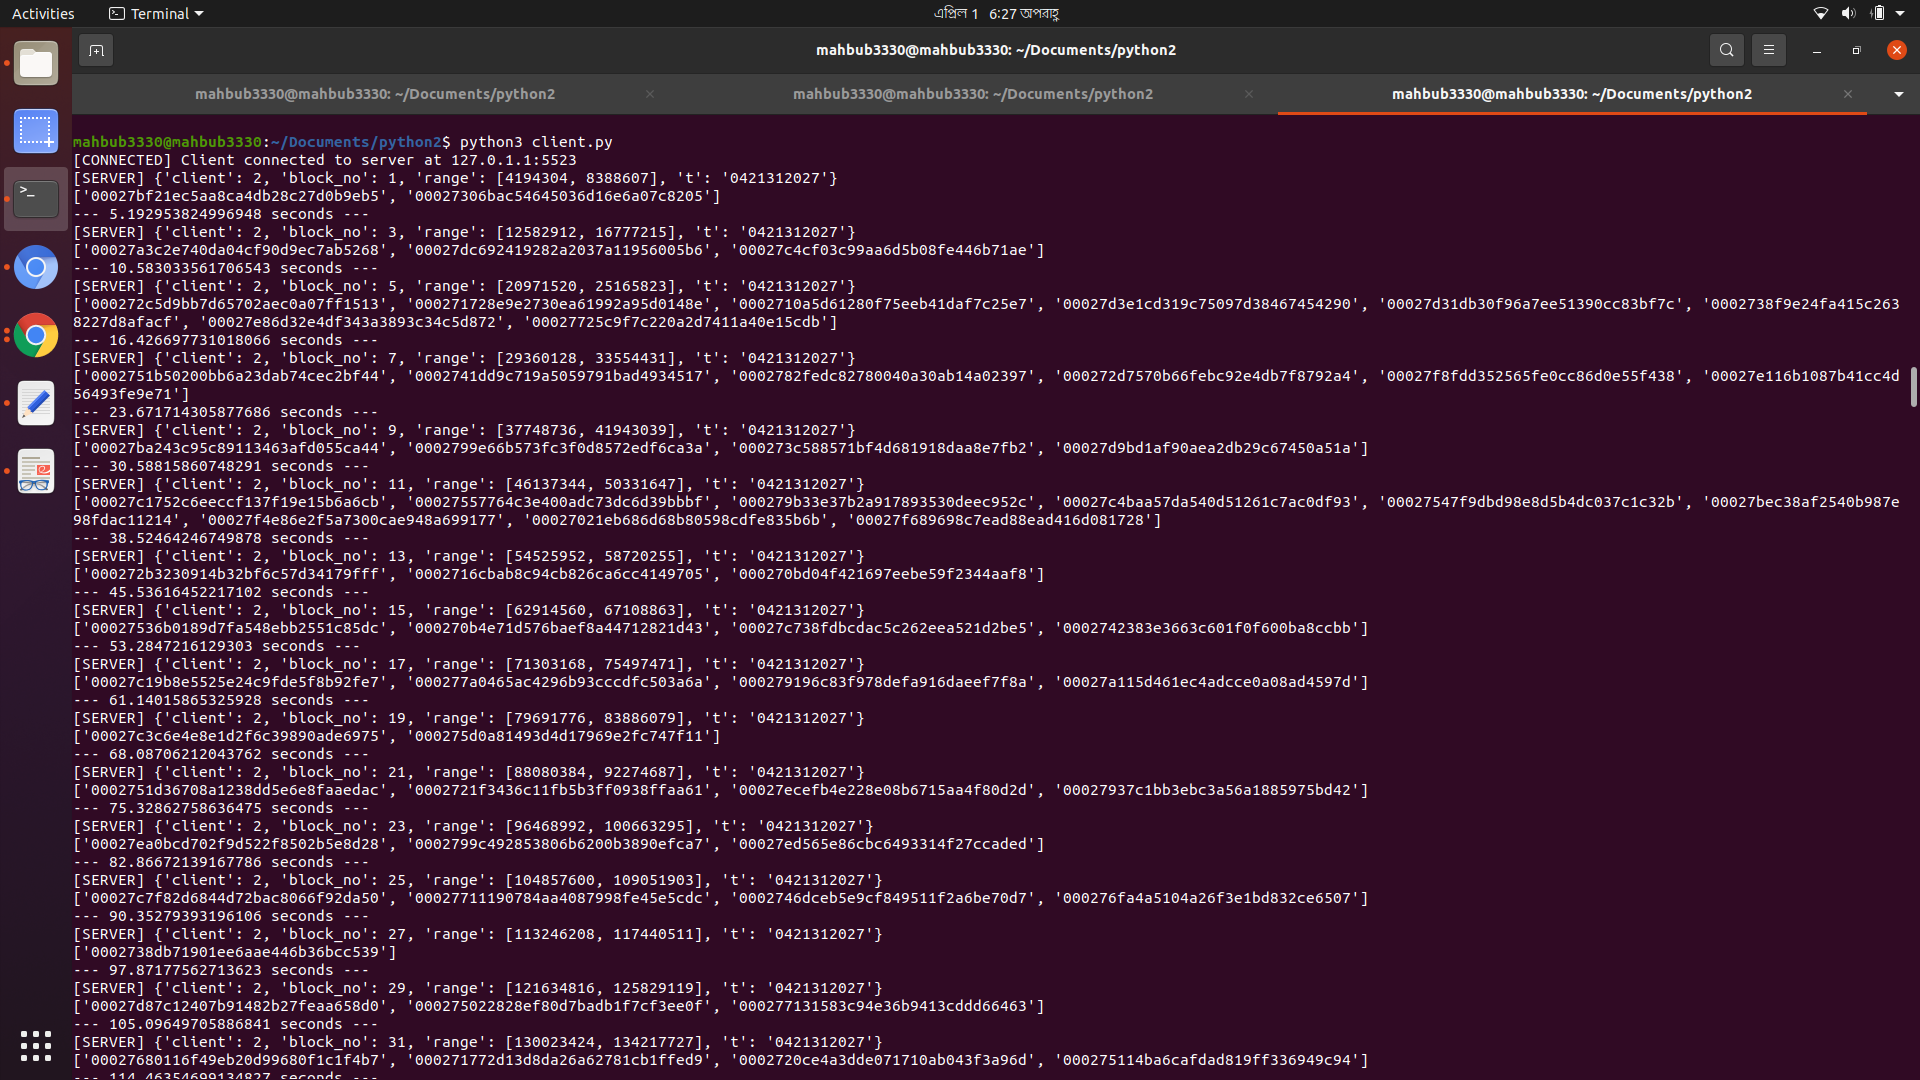 Activities
Terminal
এপ্রিল 1 6:27 অপরাহ্ণ
mahbub3330@mahbub3330: ~/Documents/python2
mahbub3330@mahbub3330: ~/Documents/python2
mahbub3330@mahbub3330: ~/Documents/python2
mahbub3330@mahbub3330: ~/Documents/python2
mahbub3330@mahbub3330:~/Documents/python2$ python3 client.py
[CONNECTED] Client connected to server at 127.0.1.1:5523
[SERVER] {'client': 2, 'block_no': 1, 'range': [4194304, 8388607], 't': '0421312027'}
['00027bf21ec5aa8ca4db28c27d0b9eb5', '00027306bac54645036d16e6a07c8205']
--- 5.192953824996948 seconds ---
[SERVER] {'client': 2, 'block_no': 3, 'range': [12582912, 16777215], 't': '0421312027'}
['00027a3c2e740da04cf90d9ec7ab5268', '00027dc692419282a2037a11956005b6', '00027c4cf03c99aa6d5b08fe446b71ae']
--- 10.583033561706543 seconds ---
[SERVER] {'client': 2, 'block_no': 5, 'range': [20971520, 25165823], 't': '0421312027'}
['000272c5d9bb7d65702aec0a07ff1513', '000271728e9e2730ea61992a95d0148e', '0002710a5d61280f75eeb41daf7c25e7', '00027d3e1cd319c75097d38467454290', '00027d31db30f96a7ee51390cc83bf7c', '0002738f9e24fa415c263
8227d8afacf', '00027e86d32e4df343a3893c34c5d872', '00027725c9f7c220a2d7411a40e15cdb']
--- 16.426697731018066 seconds ---
[SERVER] {'client': 2, 'block_no': 7, 'range': [29360128, 33554431], 't': '0421312027'}
['0002751b50200bb6a23dab74cec2bf44', '0002741dd9c719a5059791bad4934517', '0002782fedc82780040a30ab14a02397', '000272d7570b66febc92e4db7f8792a4', '00027f8fdd352565fe0cc86d0e55f438', '00027e116b1087b41cc4d
56493fe9e71']
--- 23.671714305877686 seconds ---
[SERVER] {'client': 2, 'block_no': 9, 'range': [37748736, 41943039], 't': '0421312027'}
['00027ba243c95c89113463afd055ca44', '0002799e66b573fc3f0d8572edf6ca3a', '000273c588571bf4d681918daa8e7fb2', '00027d9bd1af90aea2db29c67450a51a']
--- 30.58815860748291 seconds ---
[SERVER] {'client': 2, 'block_no': 11, 'range': [46137344, 50331647], 't': '0421312027'}
['00027c1752c6eeccf137f19e15b6a6cb', '00027557764c3e400adc73dc6d39bbbf', '000279b33e37b2a917893530deec952c', '00027c4baa57da540d51261c7ac0df93', '00027547f9dbd98e8d5b4dc037c1c32b', '00027bec38af2540b987e
98fdac11214', '00027f4e86e2f5a7300cae948a699177', '00027021eb686d68b80598cdfe835b6b', '00027f689698c7ead88ead416d081728']
--- 38.52464246749878 seconds ---
[SERVER] {'client': 2, 'block_no': 13, 'range': [54525952, 58720255], 't': '0421312027'}
['000272b3230914b32bf6c57d34179fff', '0002716cbab8c94cb826ca6cc4149705', '000270bd04f421697eebe59f2344aaf8']
--- 45.53616452217102 seconds ---
[SERVER] {'client': 2, 'block_no': 15, 'range': [62914560, 67108863], 't': '0421312027'}
['00027536b0189d7fa548ebb2551c85dc', '000270b4e71d576baef8a44712821d43', '00027c738fdbcdac5c262eea521d2be5', '0002742383e3663c601f0f600ba8ccbb']
--- 53.2847216129303 seconds ---
[SERVER] {'client': 2, 'block_no': 17, 'range': [71303168, 75497471], 't': '0421312027'}
['00027c19b8e5525e24c9fde5f8b92fe7', '000277a0465ac4296b93cccdfc503a6a', '000279196c83f978defa916daeef7f8a', '00027a115d461ec4adcce0a08ad4597d']
--- 61.14015865325928 seconds ---
[SERVER] {'client': 2, 'block_no': 19, 'range': [79691776, 83886079], 't': '0421312027'}
['00027c3c6e4e8e1d2f6c39890ade6975', '000275d0a81493d4d17969e2fc747f11']
--- 68.08706212043762 seconds ---
[SERVER] {'client': 2, 'block_no': 21, 'range': [88080384, 92274687], 't': '0421312027'}
['0002751d36708a1238dd5e6e8faaedac', '0002721f3436c11fb5b3ff0938ffaa61', '00027ecefb4e228e08b6715aa4f80d2d', '00027937c1bb3ebc3a56a1885975bd42']
--- 75.32862758636475 seconds ---
[SERVER] {'client': 2, 'block_no': 23, 'range': [96468992, 100663295], 't': '0421312027'}
['00027ea0bcd702f9d522f8502b5e8d28', '0002799c492853806b6200b3890efca7', '00027ed565e86cbc6493314f27ccaded']
--- 82.86672139167786 seconds ---
[SERVER] {'client': 2, 'block_no': 25, 'range': [104857600, 109051903], 't': '0421312027'}
['00027c7f82d6844d72bac8066f92da50', '00027711190784aa4087998fe45e5cdc', '0002746dceb5e9cf849511f2a6be70d7', '000276fa4a5104a26f3e1bd832ce6507']
--- 90.35279393196106 seconds ---
[SERVER] {'client': 2, 'block_no': 27, 'range': [113246208, 117440511], 't': '0421312027'}
['0002738db71901ee6aae446b36bcc539']
--- 97.87177562713623 seconds ---
[SERVER] {'client': 2, 'block_no': 29, 'range': [121634816, 125829119], 't': '0421312027'}
['00027d87c12407b91482b27feaa658d0', '000275022828ef80d7badb1f7cf3ee0f', '000277131583c94e36b9413cddd66463']
--- 105.09649705886841 seconds ---
[SERVER] {'client': 2, 'block_no': 31, 'range': [130023424, 134217727], 't': '0421312027'}
['00027680116f49eb20d99680f1c1f4b7', '000271772d13d8da26a62781cb1ffed9', '0002720ce4a3dde071710ab043f3a96d', '000275114ba6cafdad819ff336949c94']
--- 114.46354699134827 seconds ---